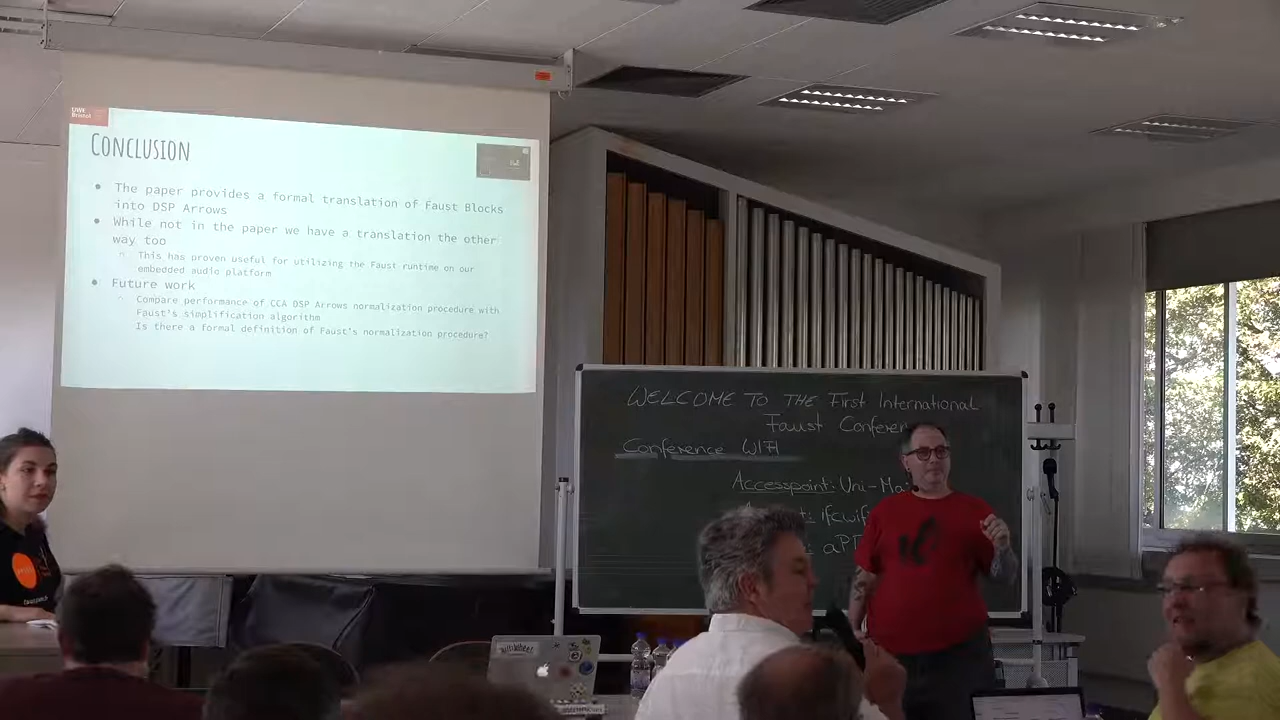 UWE
Bristol
CONCLUSION
The paper provides a formal translation of Faust Blocks
into DSP Arrows
While not in the paper we have a translation the other
way too
This has proven useful for utilizing the Faust runtime on our
embedded audio platform
Future work
Compare performance of CCA DSP Arrows normalization procedure with
Faust's simplification algorithm
Is there a formal definition of Faust's normalization procedure?
WELCOME TO THE First International
Faust Conferen
Conference WIFI
Accesspoint: Uni-Ma
ifcwif
aPF